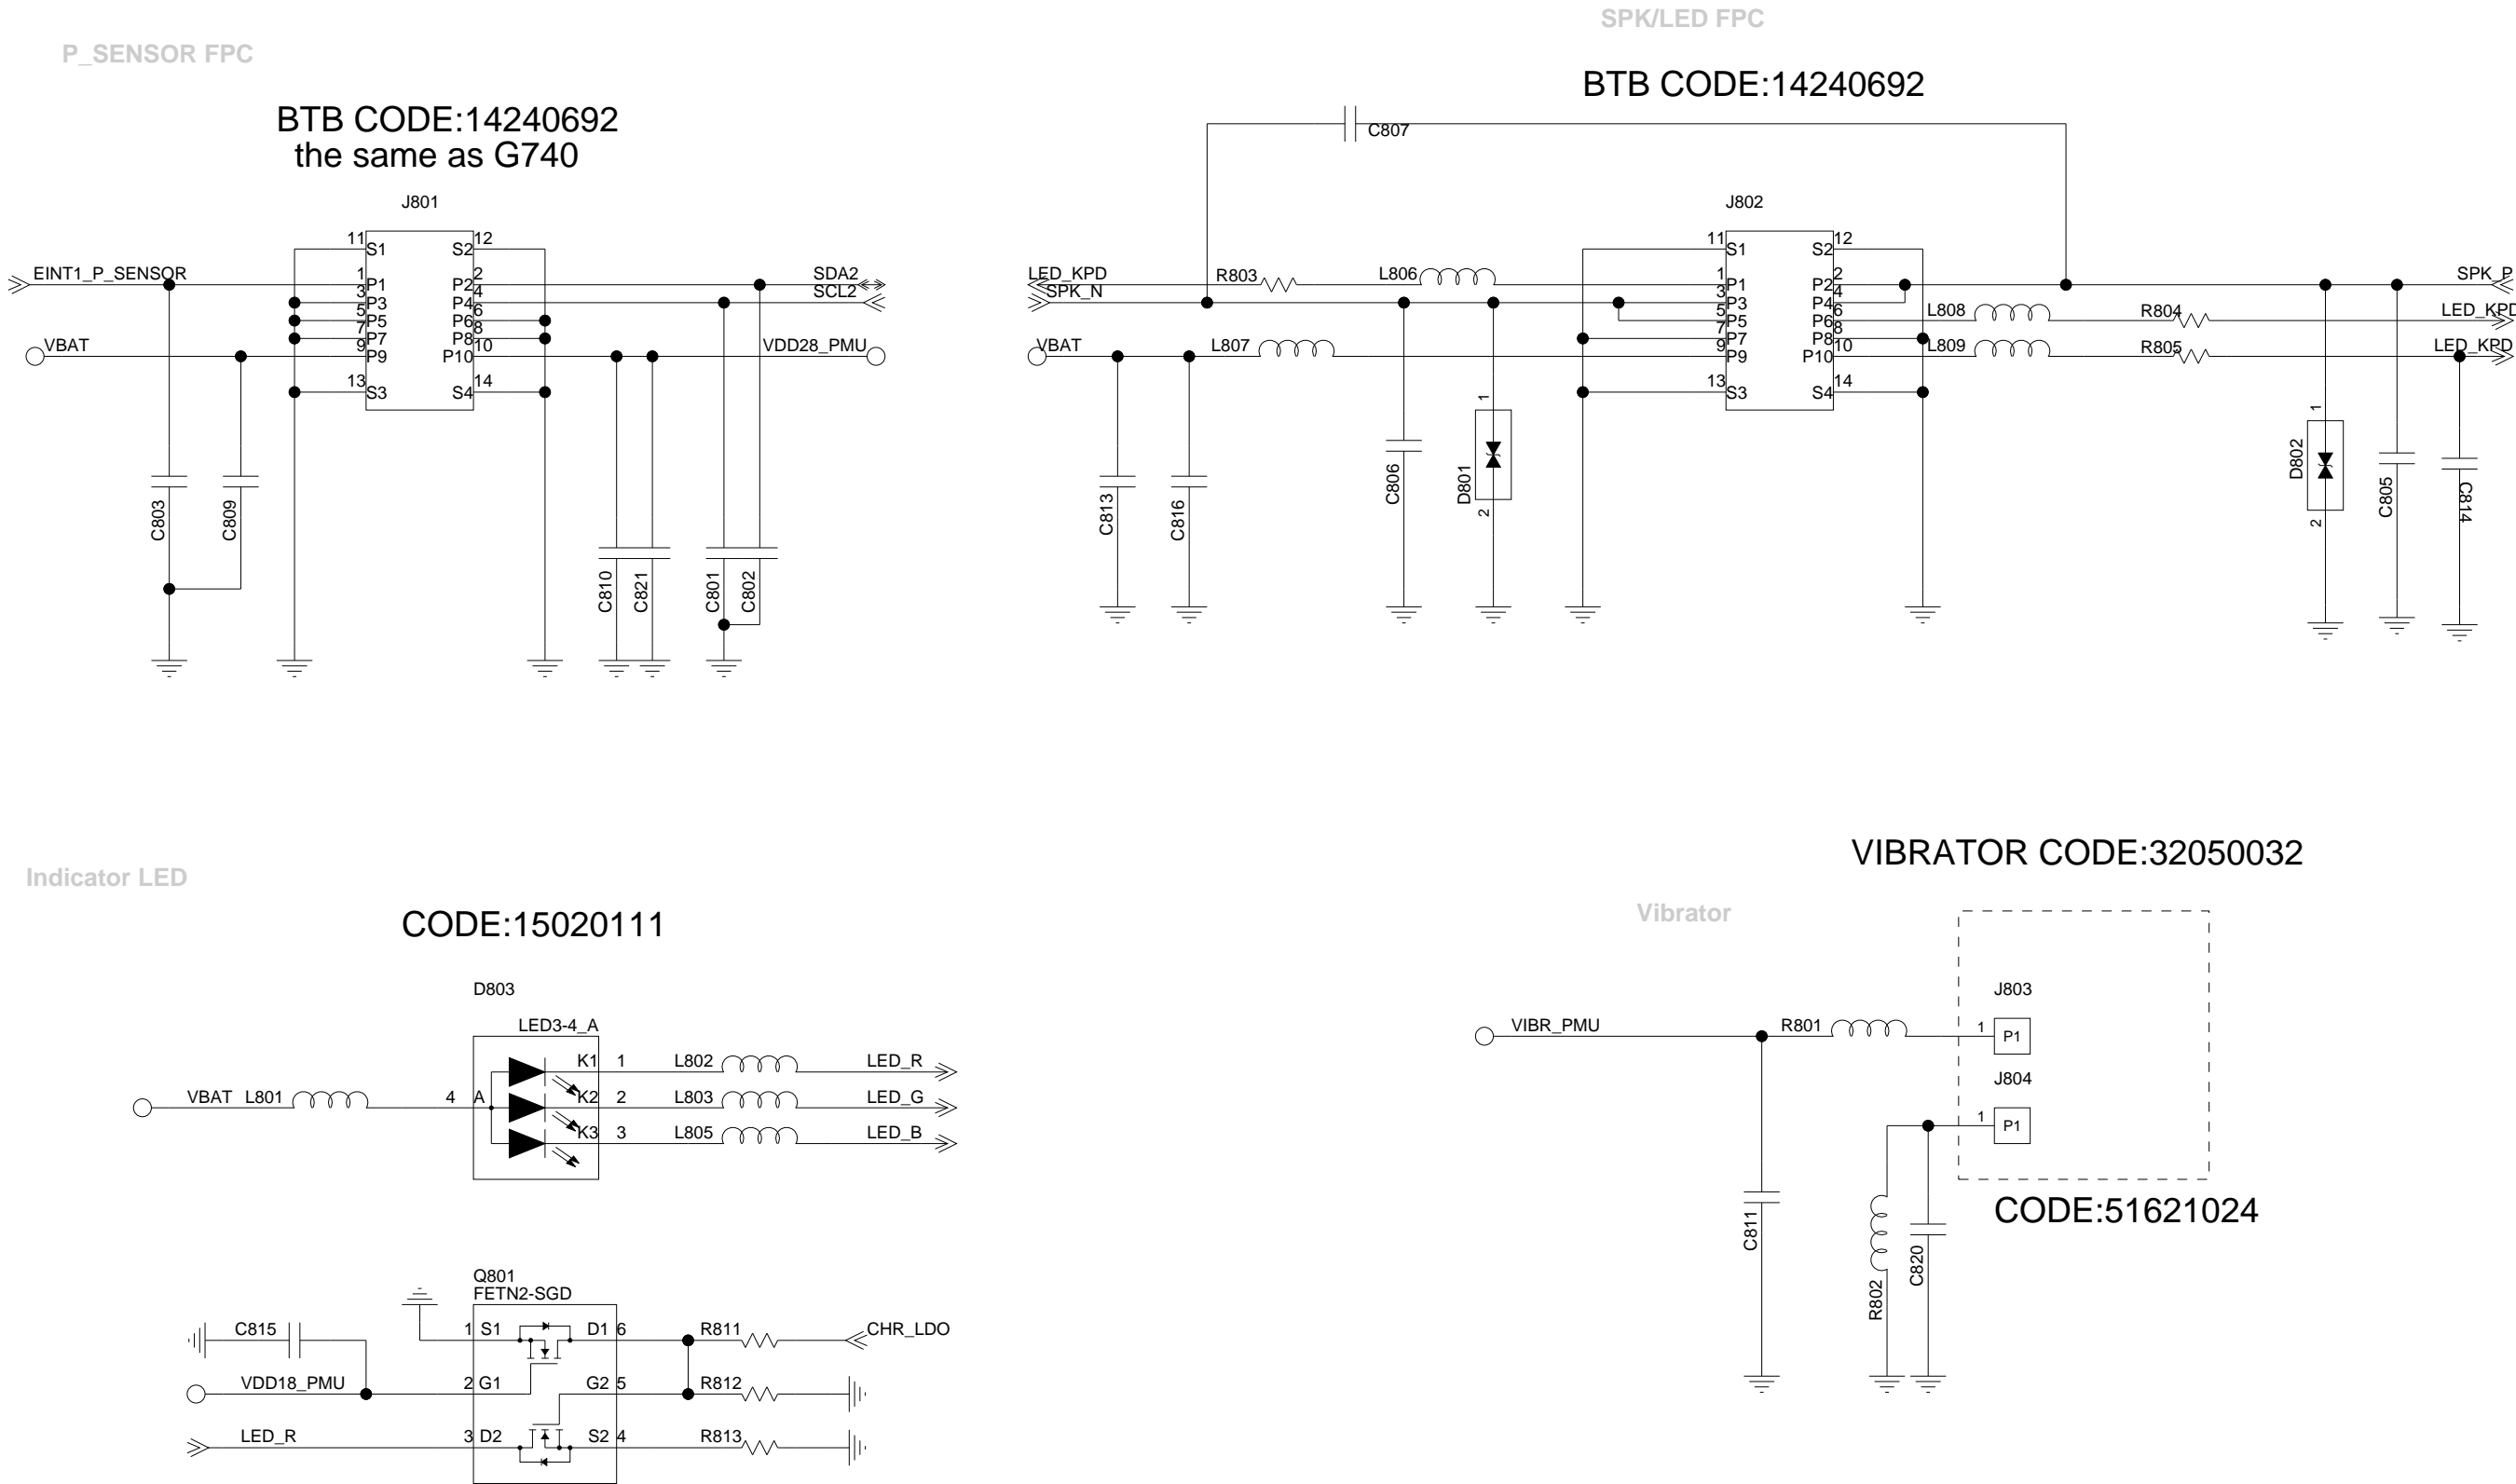 SPK/LED FPC
P_SENSOR FPC
BTB CODE:14240692
BTB CODE:14240692
the same as G740
C807
J801
11 S1 S2 12
EINT1_P_SENSOR 1 P1 P2 2 SDA2
3 P3 P4 4 SCL2
5 P5 P6 6
7 P7 P8 8
VBAT 9 P9 P10 10 VDD28_PMU
13 S3 S4 14
C803
C809
C810
C821
C801
C802
J802
11 S1 S2 12
LED_KPD R803 L806 1 P1 P2 2 SPK_P
SPK_N 3 P3 P4 4
5 P5 P6 6 L808 R804 LED_KPD
7 P7 P8 8
VBAT L807 9 P9 P10 10 L809 R805 LED_KPD
13 S3 S4 14
C813
C816
C806
1
D801
2
1
D802
2
C805
C814
VIBRATOR CODE:32050032
Indicator LED
CODE:15020111
Vibrator
D803
LED3-4_A
K1 1 L802 LED_R
VBAT L801 4 A K2 2 L803 LED_G
K3 3 L805 LED_B
J803
VIBR_PMU R801 1 P1
J804
1 P1
C811
R802
C820
CODE:51621024
Q801
FETN2-SGD
C815 1 S1 D1 6 R811 CHR_LDO
VDD18_PMU 2 G1 G2 5 R812
LED_R 3 D2 S2 4 R813